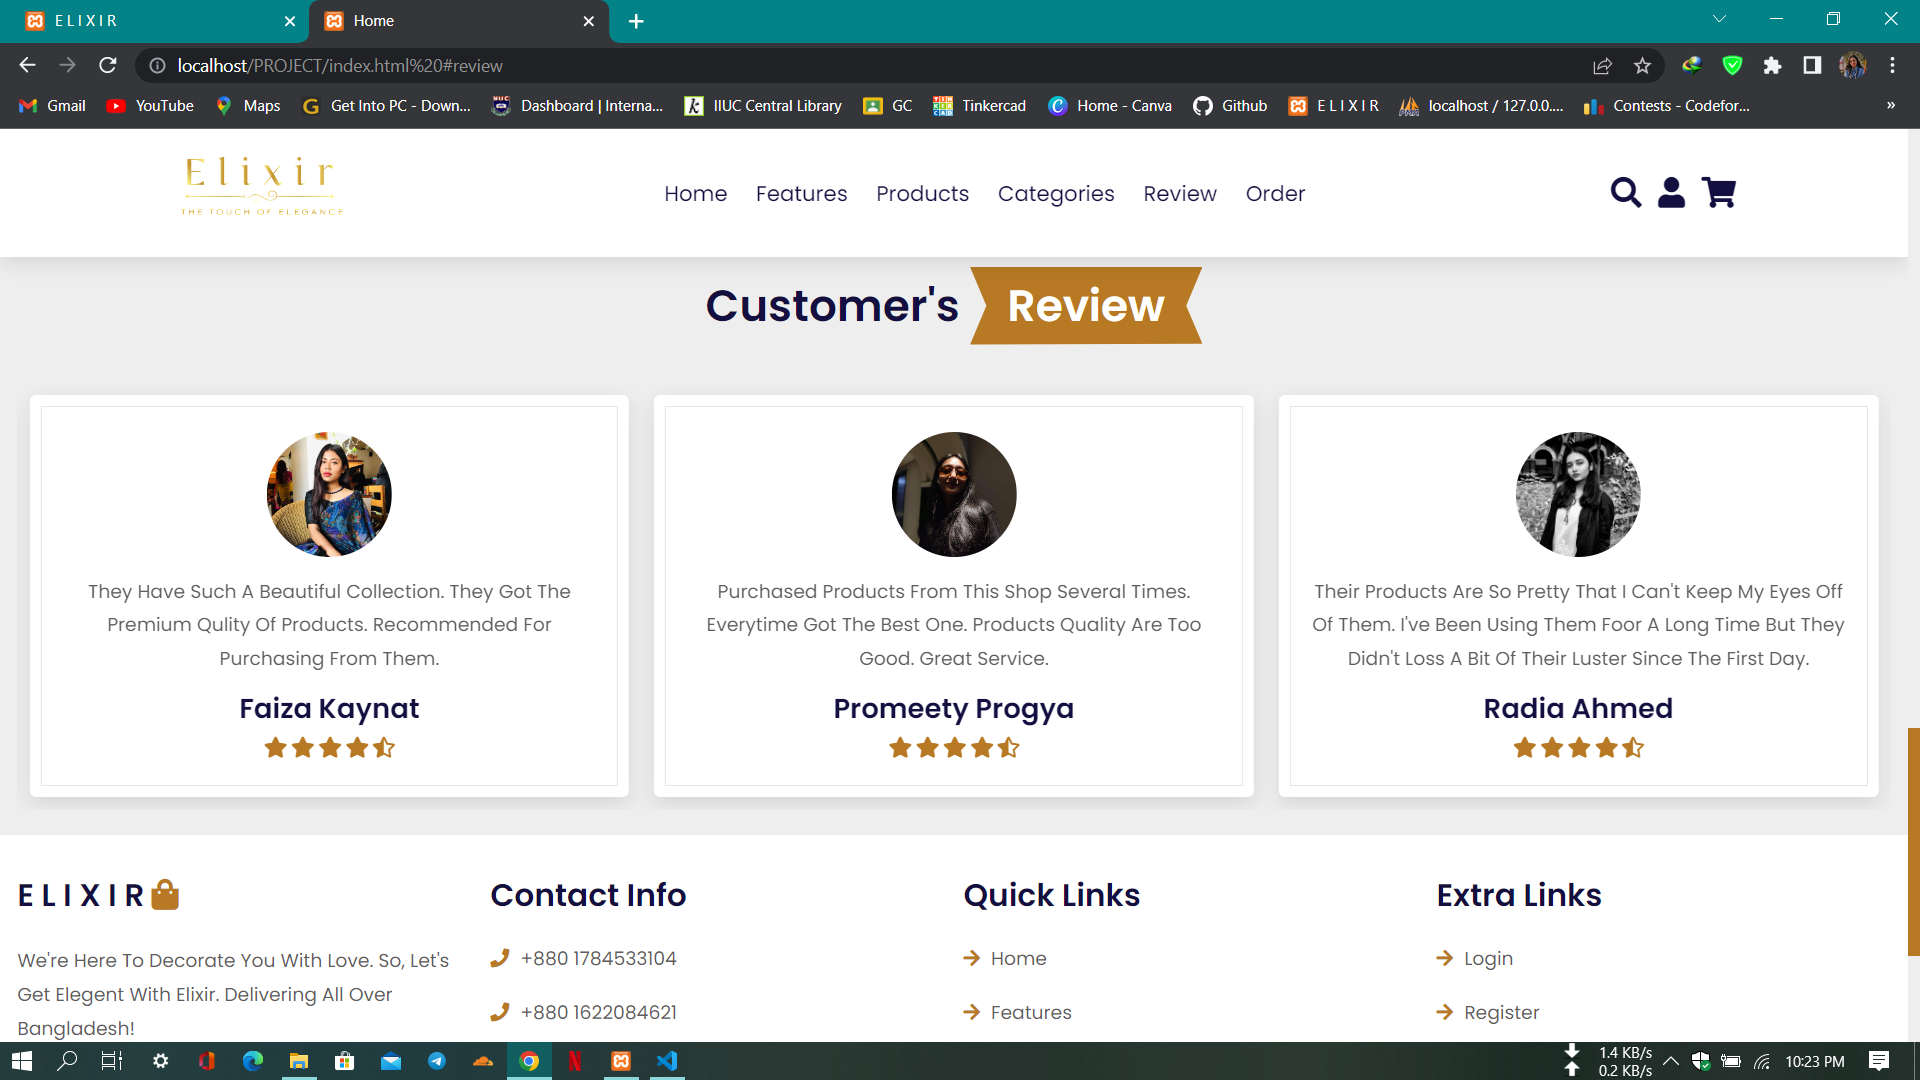 E L I X I R
Home
localhost/PROJECT/index.html%20#review
Gmail
YouTube
Maps
Get Into PC - Down...
Dashboard | Interna...
IIUC Central Library
GC
Tinkercad
Home - Canva
Github
E L I X I R
localhost / 127.0.0....
Contests - Codefor...
»
Elixir
THE TOUCH OF ELEGANCE
Home
Features
Products
Categories
Review
Order
Customer's Review
They Have Such A Beautiful Collection. They Got The
Premium Qulity Of Products. Recommended For
Purchasing From Them.
Faiza Kaynat
Purchased Products From This Shop Several Times.
Everytime Got The Best One. Products Quality Are Too
Good. Great Service.
Promeety Progya
Their Products Are So Pretty That I Can't Keep My Eyes Off
Of Them. I've Been Using Them Foor A Long Time But They
Didn't Loss A Bit Of Their Luster Since The First Day.
Radia Ahmed
E L I X I R
We're Here To Decorate You With Love. So, Let's
Get Elegent With Elixir. Delivering All Over
Bangladesh!
Contact Info
+880 1784533104
+880 1622084621
Quick Links
Home
Features
Extra Links
Login
Register
1.4 KB/s
0.2 KB/s
10:23 PM